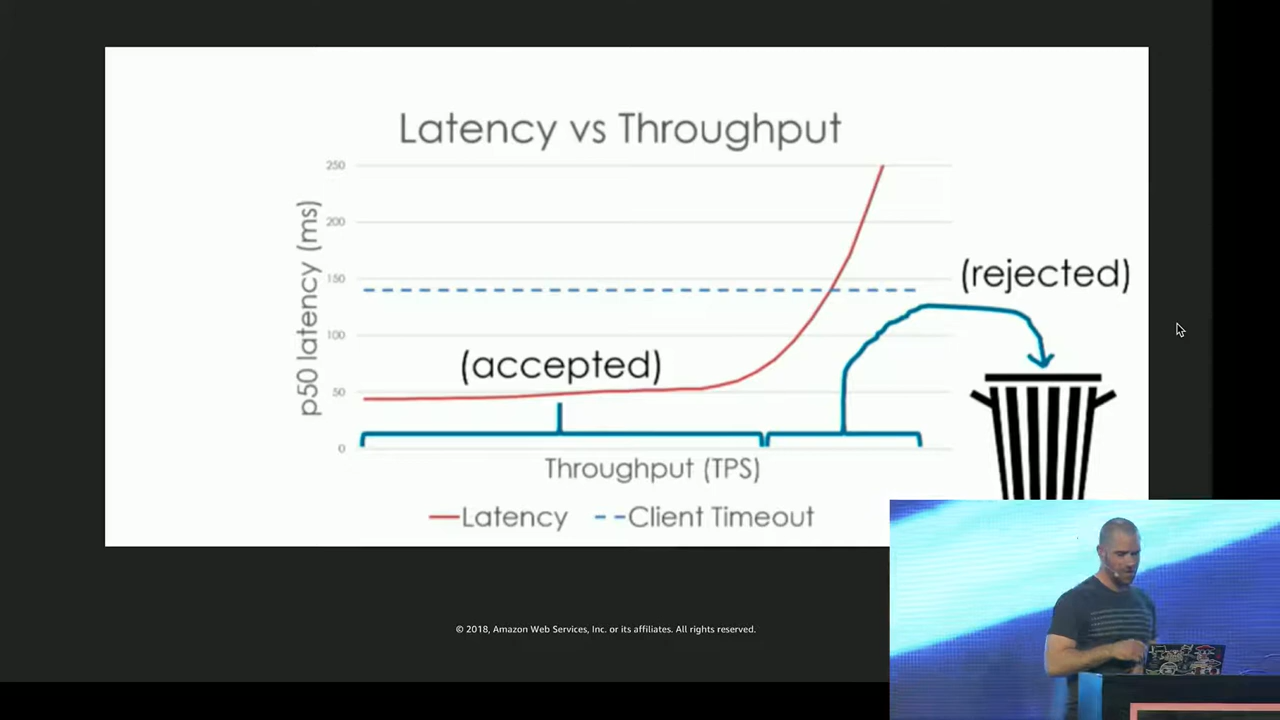 Latency vs Throughput
250
200
150
100
50
0
p50 latency (ms)
(accepted)
(rejected)
Throughput (TPS)
Latency
Client Timeout
© 2018, Amazon Web Services, Inc. or its affiliates. All rights reserved.